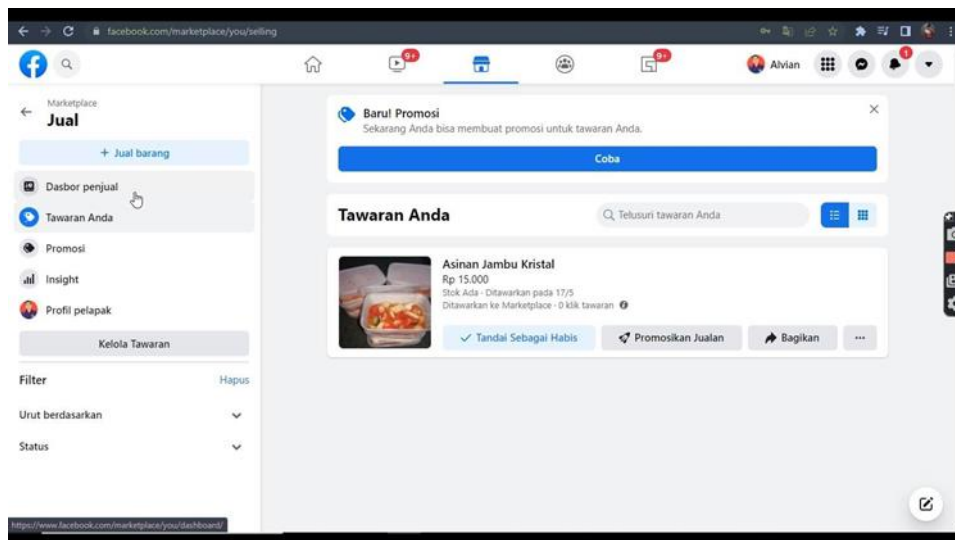 facebook.com/marketplace/you/selling
9+
9+
Alvian
1
Marketplace
Jual
+ Jual barang
Dasbor penjual
Tawaran Anda
Promosi
Insight
Profil pelapak
Kelola Tawaran
Filter
Hapus
Urut berdasarkan
Status
Baru! Promosi
Sekarang Anda bisa membuat promosi untuk tawaran Anda.
Coba
Tawaran Anda
Telusuri tawaran Anda
Asinan Jambu Kristal
Rp 15.000
Stok Ada · Ditawarkan pada 17/5
Ditawarkan ke Marketplace · 0 klik tawaran
Tandai Sebagai Habis
Promosikan Jualan
Bagikan
https://www.facebook.com/marketplace/you/dashboard/